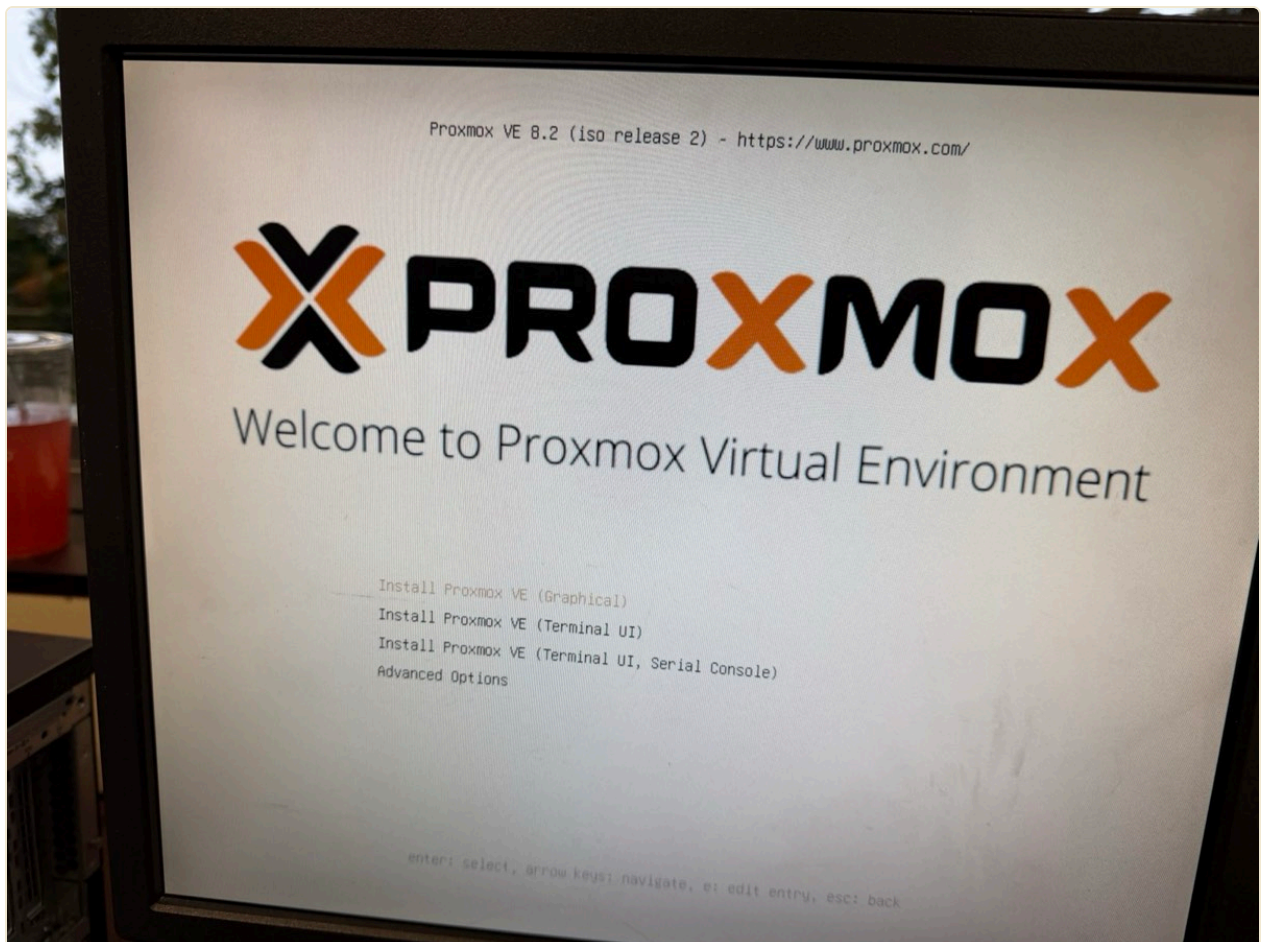 Proxmox VE 8.2 (iso release 2) - https://www.proxmox.com/
PROXMOX
Welcome to Proxmox Virtual Environment
Install Proxmox VE (Graphical)
Install Proxmox VE (Terminal UI)
Install Proxmox VE (Terminal UI, Serial Console)
Advanced Options
enter: select, arrow keys: navigate, e: edit entry, esc: back